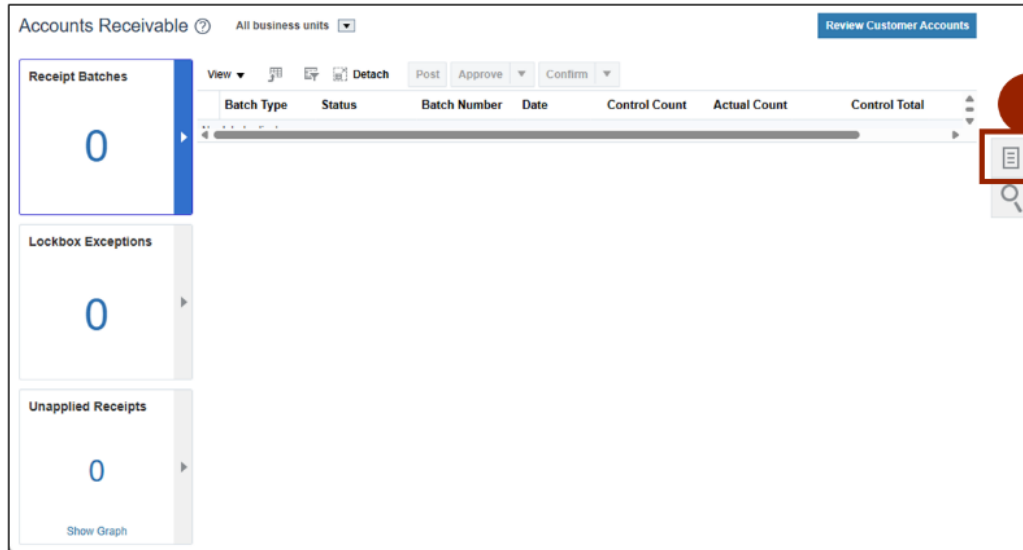 Accounts Receivable ? All business units Review Customer Accounts
Receipt Batches
0
View Detach Post Approve Confirm
Batch Type Status Batch Number Date Control Count Actual Count Control Total
Lockbox Exceptions
0
Unapplied Receipts
0
Show Graph